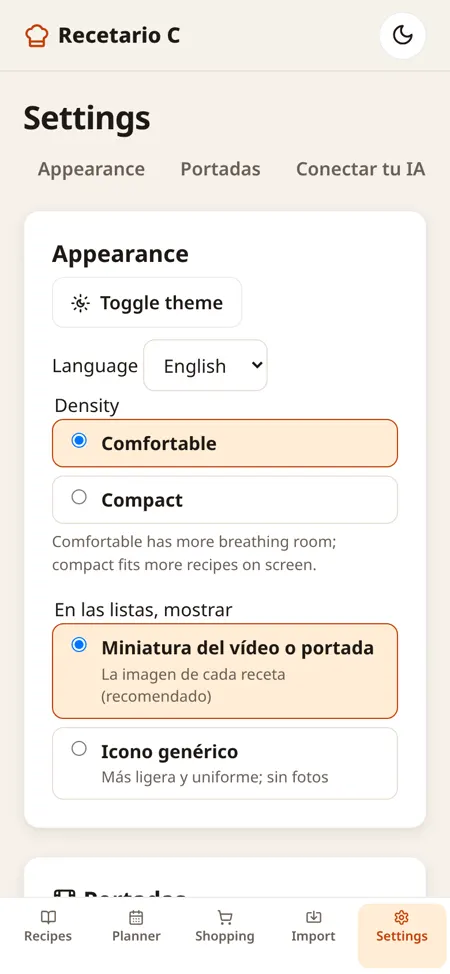 Recetario C
Settings
Appearance Portadas Conectar tu IA
Appearance
Toggle theme
Language English
Density
Comfortable
Compact
Comfortable has more breathing room;
compact fits more recipes on screen.
En las listas, mostrar
Miniatura del vídeo o portada
La imagen de cada receta
(recomendado)
Icono genérico
Más ligera y uniforme; sin fotos
Portadas
Recipes Planner Shopping Import Settings